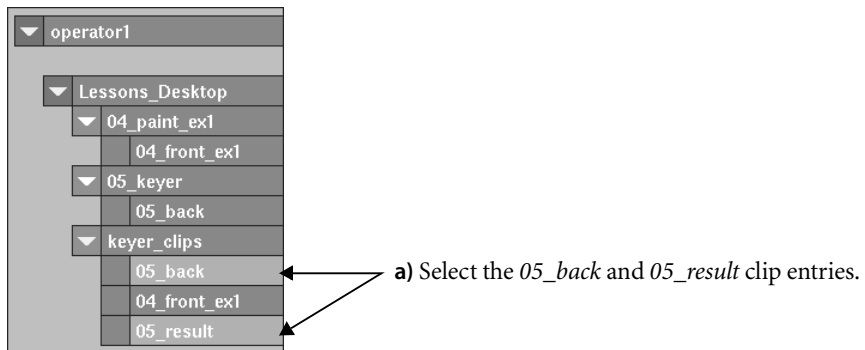 operator1
Lessons_Desktop
04_paint_ex1
04_front_ex1
05_keyer
05_back
keyer_clips
05_back
04_front_ex1
05_result
a) Select the 05_back and 05_result clip entries.